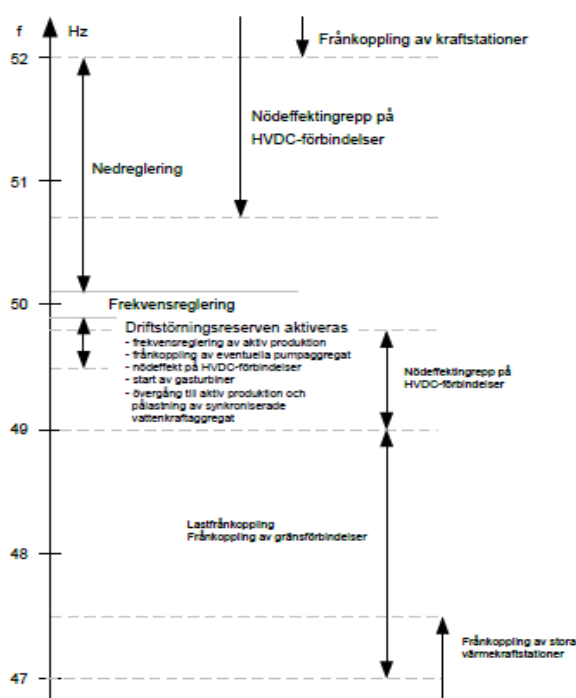 f Hz
Frånkoppling av kraftstationer
52
Nödeffektingrepp på
HVDC-förbindelser
Nedreglering
51
50
Frekvensreglering
Driftstörningsreserven aktiveras
- frekvensreglering av aktiv produktion
- frånkoppling av eventuella pumpaggregat
- nödeffekt på HVDC-förbindelser
- start av gasturbiner
- övergång till aktiv produktion och
pålastning av synkroniserade
vattenkraftaggregat
Nödeffektingrepp på
HVDC-förbindelser
49
Lastfrånkoppling
Frånkoppling av gränsförbindelser
48
Frånkoppling av stora
värmekraftstationer
47